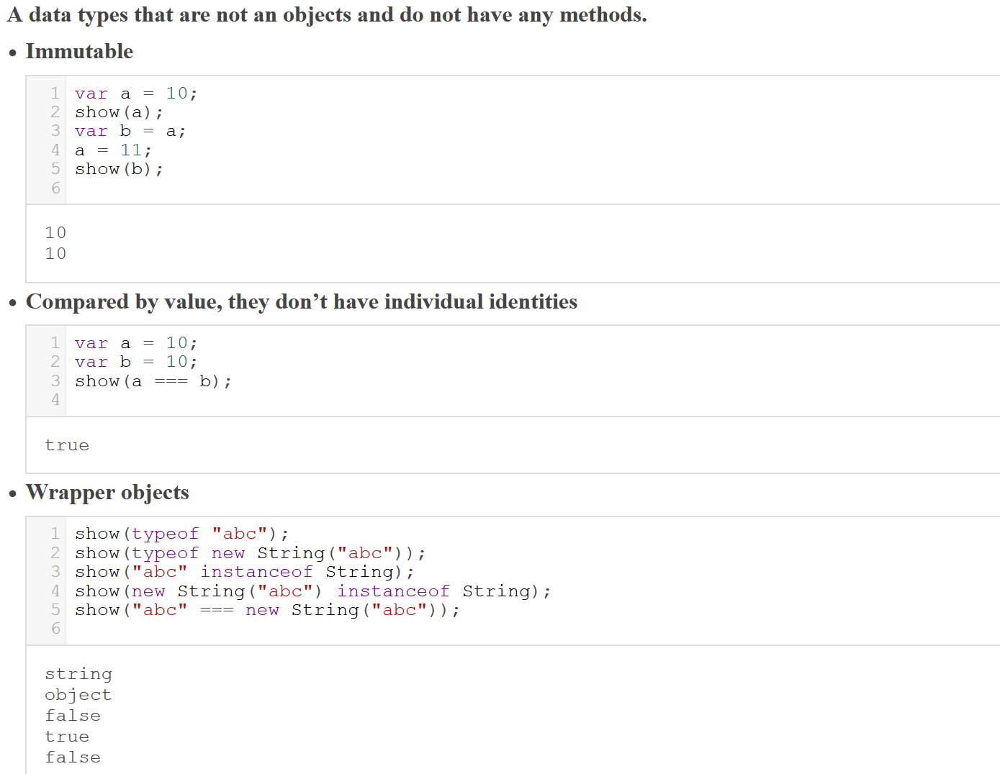 A data types that are not an objects and do not have any methods.
• Immutable
1 var a = 10;
2 show(a);
3 var b = a;
4 a = 11;
5 show(b);
6
10
10
• Compared by value, they don’t have individual identities
1 var a = 10;
2 var b = 10;
3 show(a === b);
4
true
• Wrapper objects
1 show(typeof "abc");
2 show(typeof new String("abc"));
3 show("abc" instanceof String);
4 show(new String("abc") instanceof String);
5 show("abc" === new String("abc"));
6
string
object
false
true
false